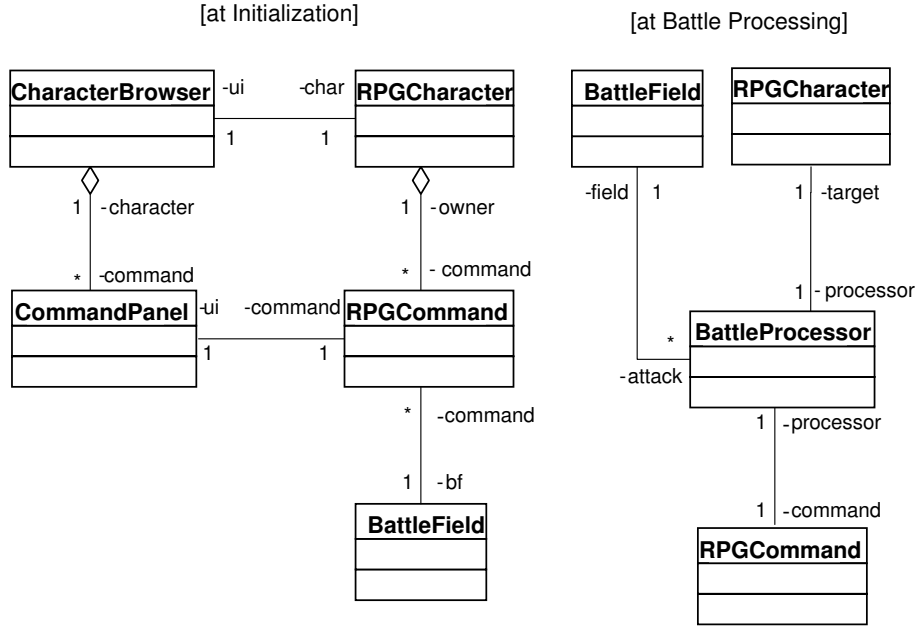 [at Initialization]
[at Battle Processing]
CharacterBrowser
-ui
-char
RPGCharacter
1
1
1
-character
1
-owner
*
-command
*
- command
CommandPanel
-ui
-command
RPGCommand
1
1
*
-command
1
-bf
BattleField
BattleField
RPGCharacter
-field
1
1
-target
1
- processor
*
-attack
BattleProcessor
1
-processor
1
-command
RPGCommand